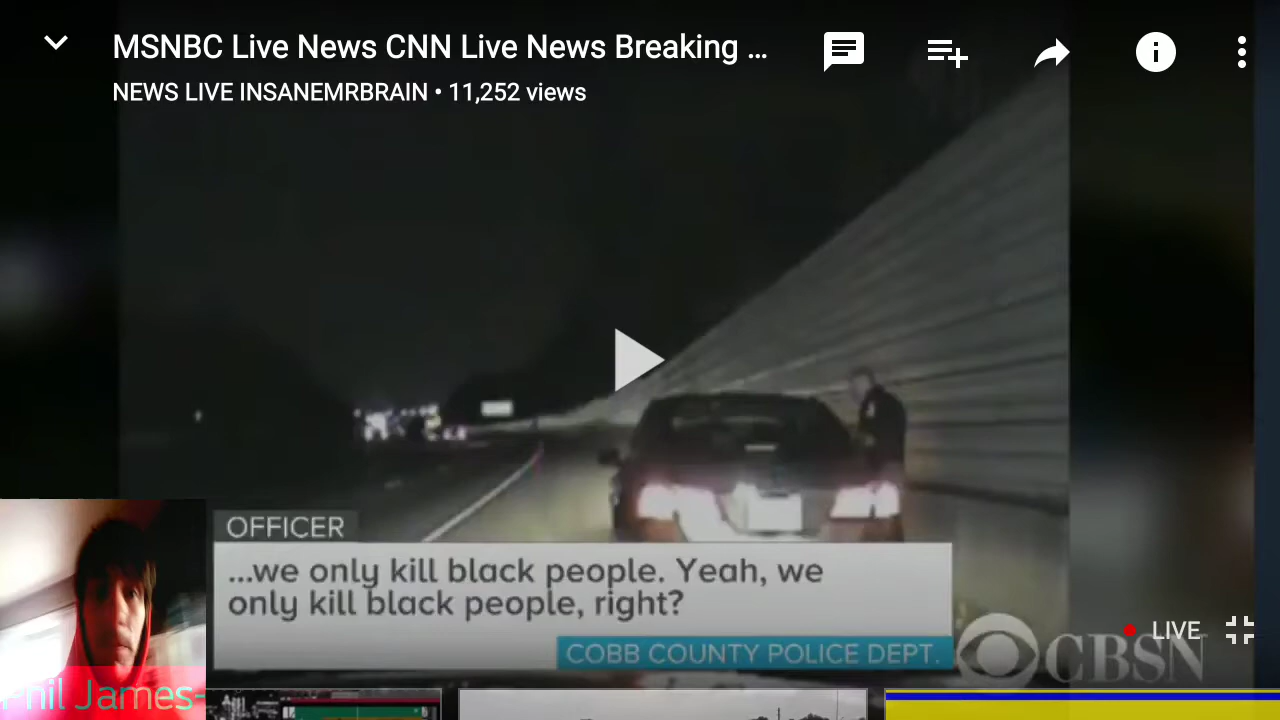 MSNBC Live News CNN Live News Breaking ...
NEWS LIVE INSANEMRBRAIN • 11,252 views
OFFICER
...we only kill black people. Yeah, we
only kill black people, right?
COBB COUNTY POLICE DEPT.
LIVE
CBSN
Phil James-